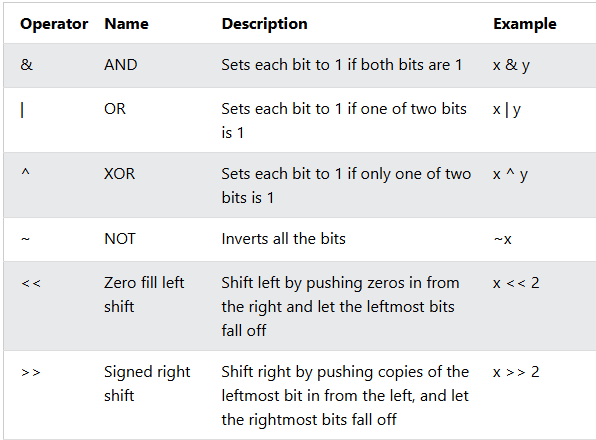 Operator Name Description Example
& AND Sets each bit to 1 if both bits are 1 x & y
| OR Sets each bit to 1 if one of two bits x | y
is 1
^ XOR Sets each bit to 1 if only one of two x ^ y
bits is 1
~ NOT Inverts all the bits ~x
<< Zero fill left Shift left by pushing zeros in from x << 2
shift the right and let the leftmost bits
fall off
>> Signed right Shift right by pushing copies of the x >> 2
shift leftmost bit in from the left, and let
the rightmost bits fall off